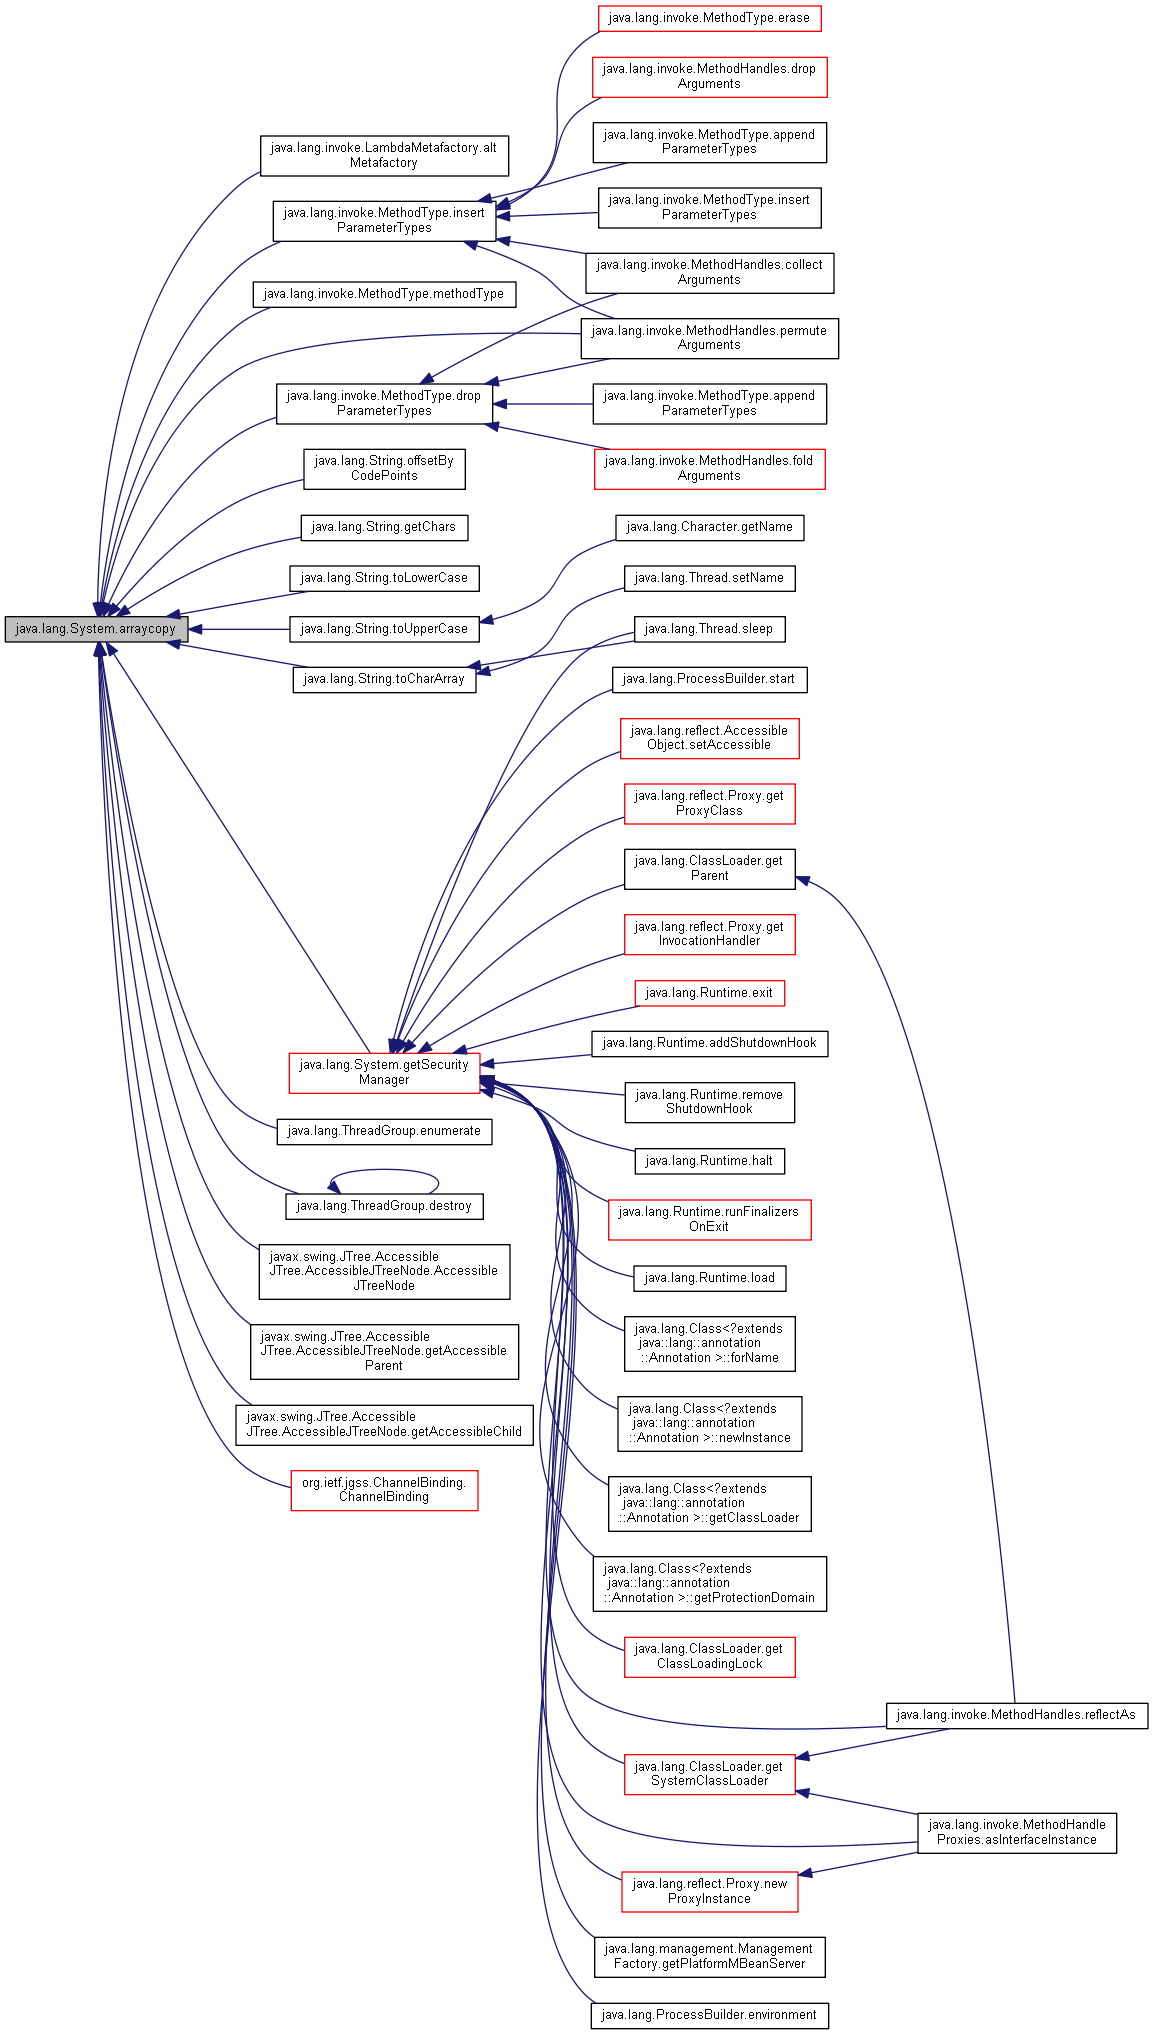 java.lang.invoke.MethodType.erase
java.lang.invoke.MethodHandles.drop
Arguments
java.lang.invoke.MethodType.append
ParameterTypes
java.lang.invoke.LambdaMetafactory.alt
Metafactory
java.lang.invoke.MethodType.insert
ParameterTypes
java.lang.invoke.MethodType.insert
ParameterTypes
java.lang.invoke.MethodHandles.collect
Arguments
java.lang.invoke.MethodType.methodType
java.lang.invoke.MethodHandles.permute
Arguments
java.lang.invoke.MethodType.drop
ParameterTypes
java.lang.invoke.MethodType.append
ParameterTypes
java.lang.String.offsetBy
CodePoints
java.lang.invoke.MethodHandles.fold
Arguments
java.lang.String.getChars
java.lang.Character.getName
java.lang.String.toLowerCase
java.lang.Thread.setName
java.lang.System.arraycopy
java.lang.String.toUpperCase
java.lang.Thread.sleep
java.lang.String.toCharArray
java.lang.ProcessBuilder.start
java.lang.reflect.Accessible
Object.setAccessible
java.lang.reflect.Proxy.get
ProxyClass
java.lang.ClassLoader.get
Parent
java.lang.reflect.Proxy.get
InvocationHandler
java.lang.Runtime.exit
java.lang.Runtime.addShutdownHook
java.lang.System.getSecurity
Manager
java.lang.Runtime.remove
ShutdownHook
java.lang.ThreadGroup.enumerate
java.lang.Runtime.halt
java.lang.ThreadGroup.destroy
java.lang.Runtime.runFinalizers
OnExit
javax.swing.JTree.Accessible
JTree.AccessibleJTreeNode.Accessible
JTreeNode
java.lang.Runtime.load
javax.swing.JTree.Accessible
JTree.AccessibleJTreeNode.getAccessible
Parent
java.lang.Class<?extends
java::lang::annotation
::Annotation >::forName
javax.swing.JTree.Accessible
JTree.AccessibleJTreeNode.getAccessibleChild
java.lang.Class<?extends
java::lang::annotation
::Annotation >::newInstance
org.ietf.jgss.ChannelBinding.
ChannelBinding
java.lang.Class<?extends
java::lang::annotation
::Annotation >::getClassLoader
java.lang.Class<?extends
java::lang::annotation
::Annotation >::getProtectionDomain
java.lang.ClassLoader.get
ClassLoadingLock
java.lang.invoke.MethodHandles.reflectAs
java.lang.ClassLoader.get
SystemClassLoader
java.lang.invoke.MethodHandle
Proxies.asInterfaceInstance
java.lang.reflect.Proxy.new
ProxyInstance
java.lang.management.Management
Factory.getPlatformMBeanServer
java.lang.ProcessBuilder.environment